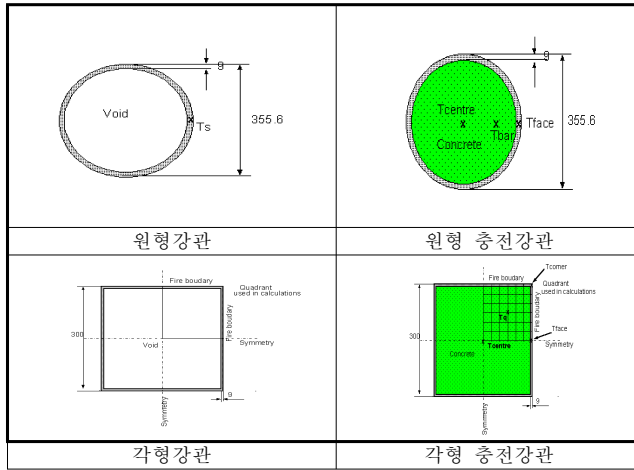 9
Void
Ts
355.6
원형강관
9
Tcentre
Tface
Tbar
Concrete
355.6
원형 충전강관
Fire boudary
Quadrant
used in calculations
Fire boudary
300
Void
Symmetry
Symmetry
9
각형강관
Tcorner
Fire boudary
Quadrant
used in calculations
Fire boudary
Tface
300
Tcentre
Symmetry
Concrete
Symmetry
9
각형 충전강관